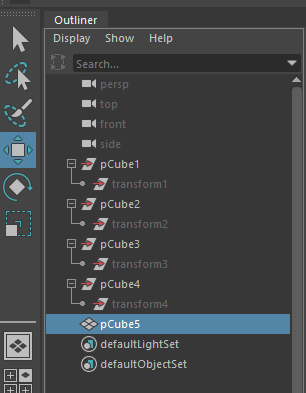 Outliner
Display Show Help
Search...
persp
top
front
side
pCube1
transform1
pCube2
transform2
pCube3
transform3
pCube4
transform4
pCube5
defaultLightSet
defaultObjectSet